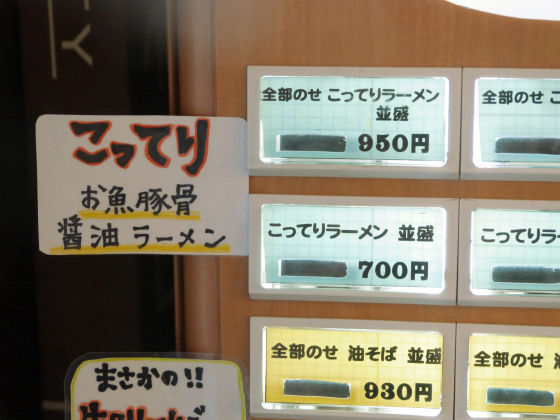 こってり
お魚豚骨
醤油 ラーメン
まさかの!!
全部のせ こってりラーメン
並盛
950円
こってりラーメン 並盛
700円
全部のせ 油そば 並盛
930円
全部のせ
こってりラー
全部のせ